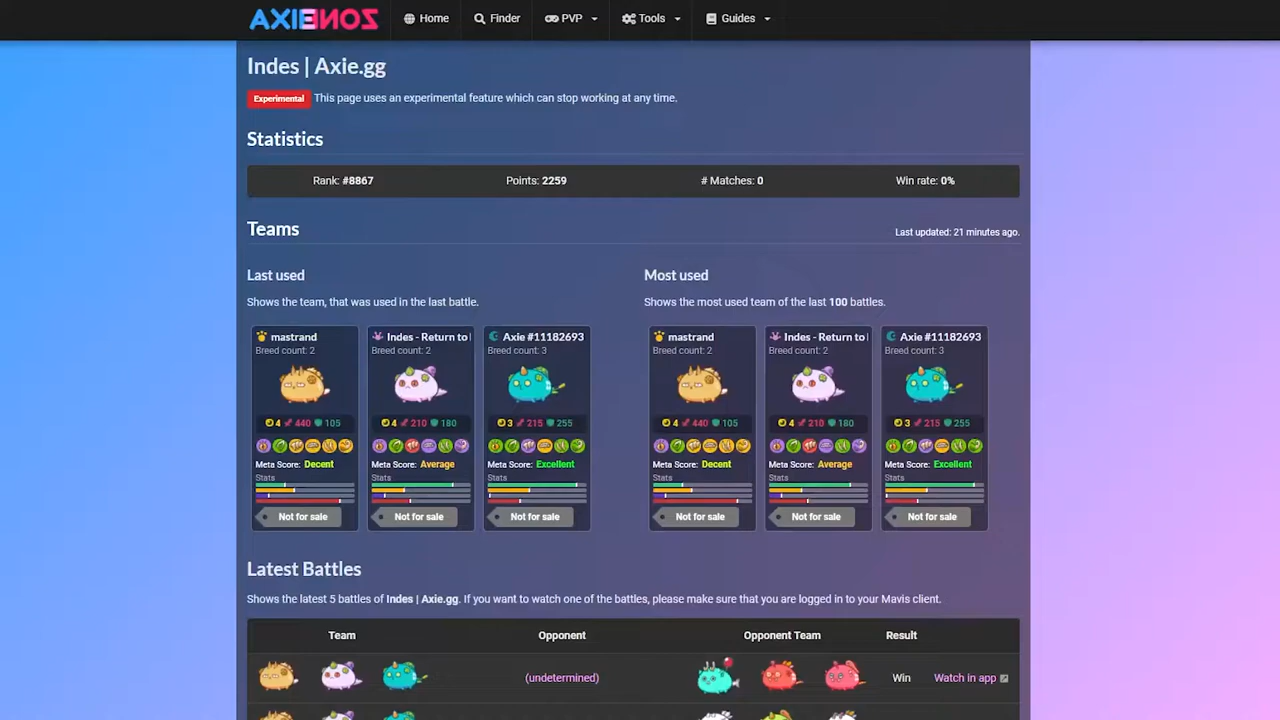 AXIE ZONE
Home
Finder
PVP
Tools
Guides
Indes | Axie.gg
Experimental This page uses an experimental feature which can stop working at any time.
Statistics
Rank: #8867 Points: 2259 # Matches: 0 Win rate: 0%
Teams
Last updated: 21 minutes ago.
Last used
Shows the team, that was used in the last battle.
mastrand
Breed count: 2
4 440 105
Meta Score: Decent
Stats
Not for sale
Indes - Return to
Breed count: 2
4 210 180
Meta Score: Average
Stats
Not for sale
Axie #11182693
Breed count: 3
3 215 255
Meta Score: Excellent
Stats
Not for sale
Most used
Shows the most used team of the last 100 battles.
mastrand
Breed count: 2
4 440 105
Meta Score: Decent
Stats
Not for sale
Indes - Return to
Breed count: 2
4 210 180
Meta Score: Average
Stats
Not for sale
Axie #11182693
Breed count: 3
3 215 255
Meta Score: Excellent
Stats
Not for sale
Latest Battles
Shows the latest 5 battles of Indes | Axie.gg. If you want to watch one of the battles, please make sure that you are logged in to your Mavis client.
Team Opponent Opponent Team Result
(undetermined) Win Watch in app